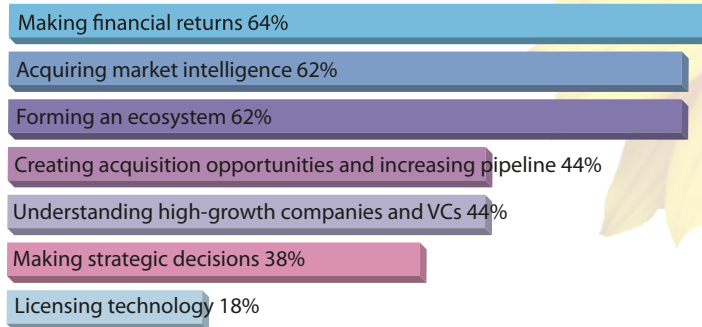 Making financial returns 64%
Acquiring market intelligence 62%
Forming an ecosystem 62%
Creating acquisition opportunities and increasing pipeline 44%
Understanding high-growth companies and VCs 44%
Making strategic decisions 38%
Licensing technology 18%